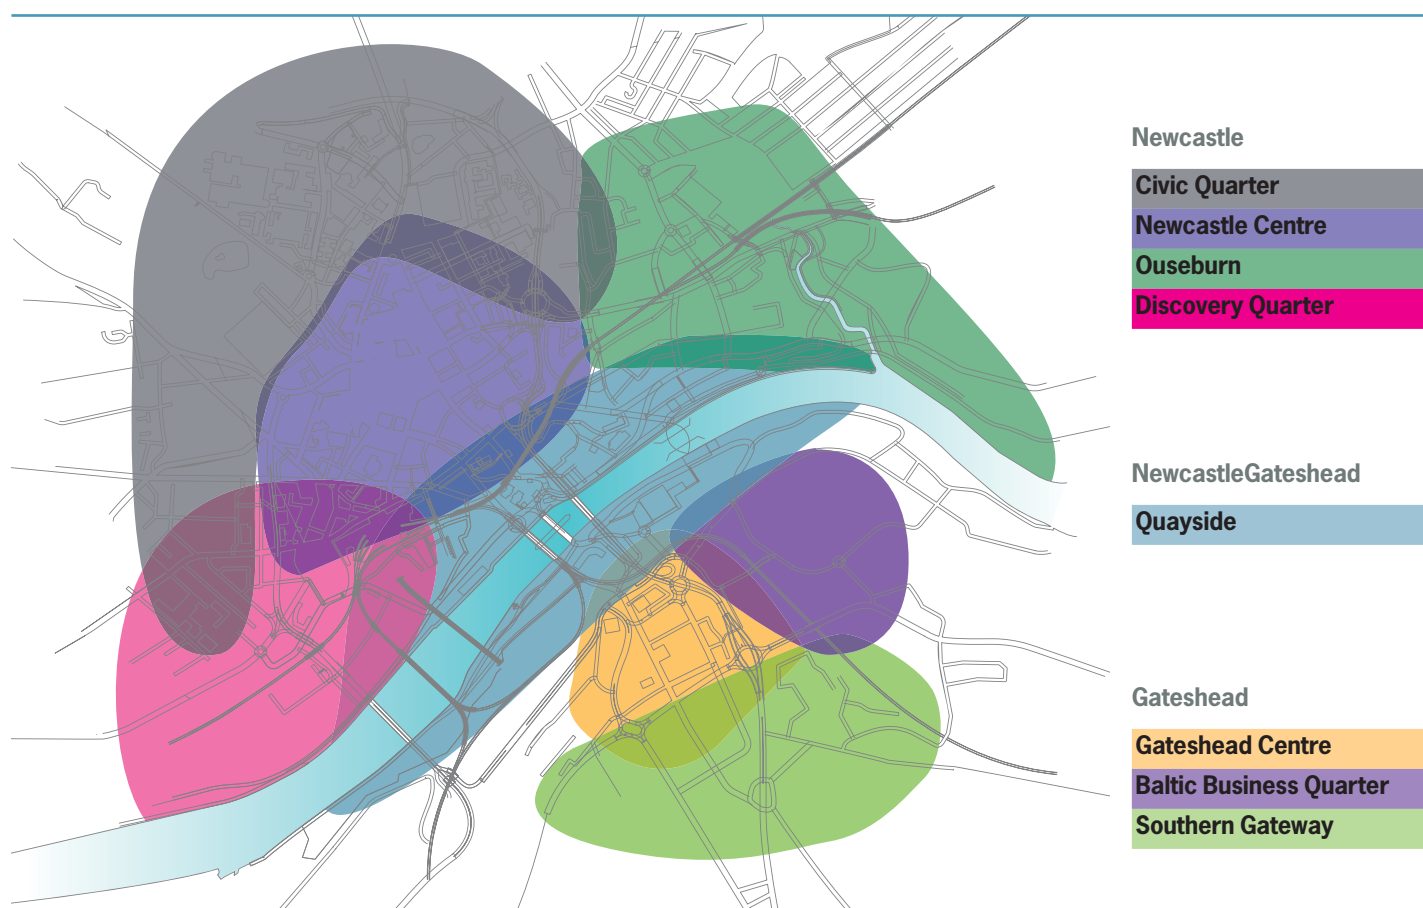 Newcastle
Civic Quarter
Newcastle Centre
Ouseburn
Discovery Quarter
NewcastleGateshead
Quayside
Gateshead
Gateshead Centre
Baltic Business Quarter
Southern Gateway